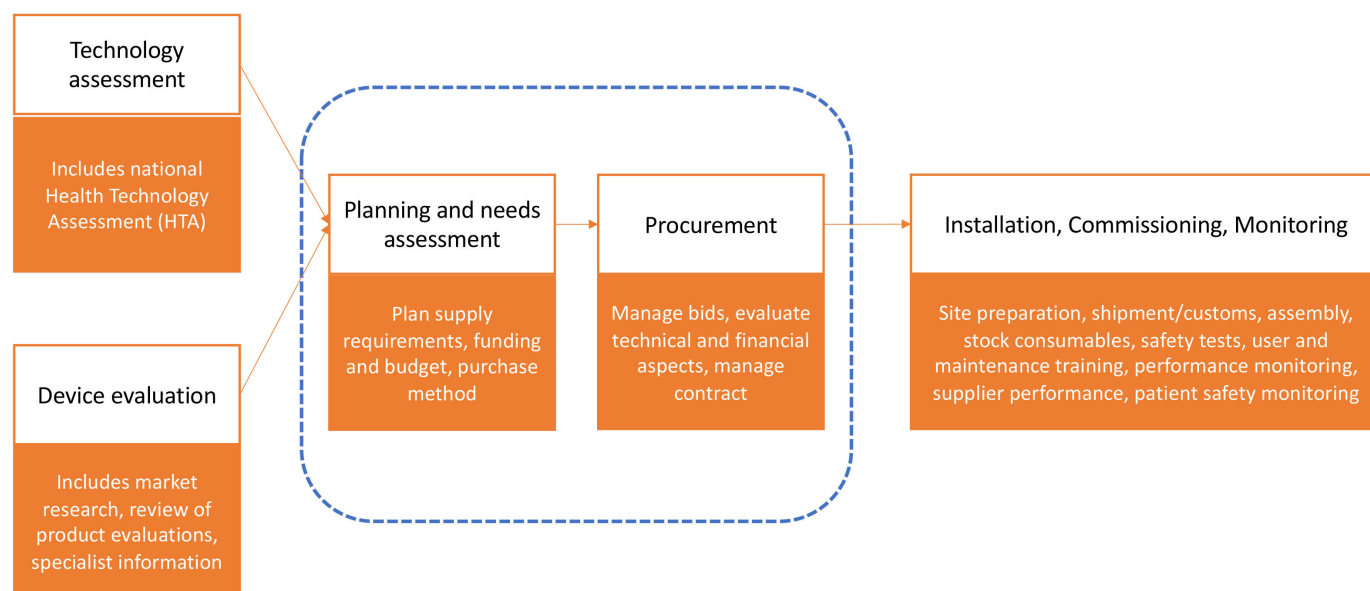 Technology
assessment
Includes national
Health Technology
Assessment (HTA)
Device evaluation
Includes market
research, review of
product evaluations,
specialist information
Planning and needs
assessment
Plan supply
requirements, funding
and budget, purchase
method
Procurement
Manage bids, evaluate
technical and financial
aspects, manage
contract
Installation, Commissioning, Monitoring
Site preparation, shipment/customs, assembly,
stock consumables, safety tests, user and
maintenance training, performance monitoring,
supplier performance, patient safety monitoring